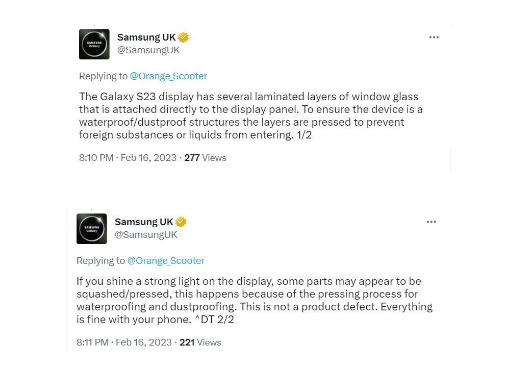 Samsung UK
@SamsungUK
Replying to @Orange_Scooter
The Galaxy S23 display has several laminated layers of window glass
that is attached directly to the display panel. To ensure the device is a
waterproof/dustproof structures the layers are pressed to prevent
foreign substances or liquids from entering. 1/2
8:10 PM · Feb 16, 2023 · 277 Views
Samsung UK
@SamsungUK
Replying to @Orange_Scooter
If you shine a strong light on the display, some parts may appear to be
squashed/pressed, this happens because of the pressing process for
waterproofing and dustproofing. This is not a product defect. Everything
is fine with your phone. ^DT 2/2
8:11 PM · Feb 16, 2023 · 221 Views